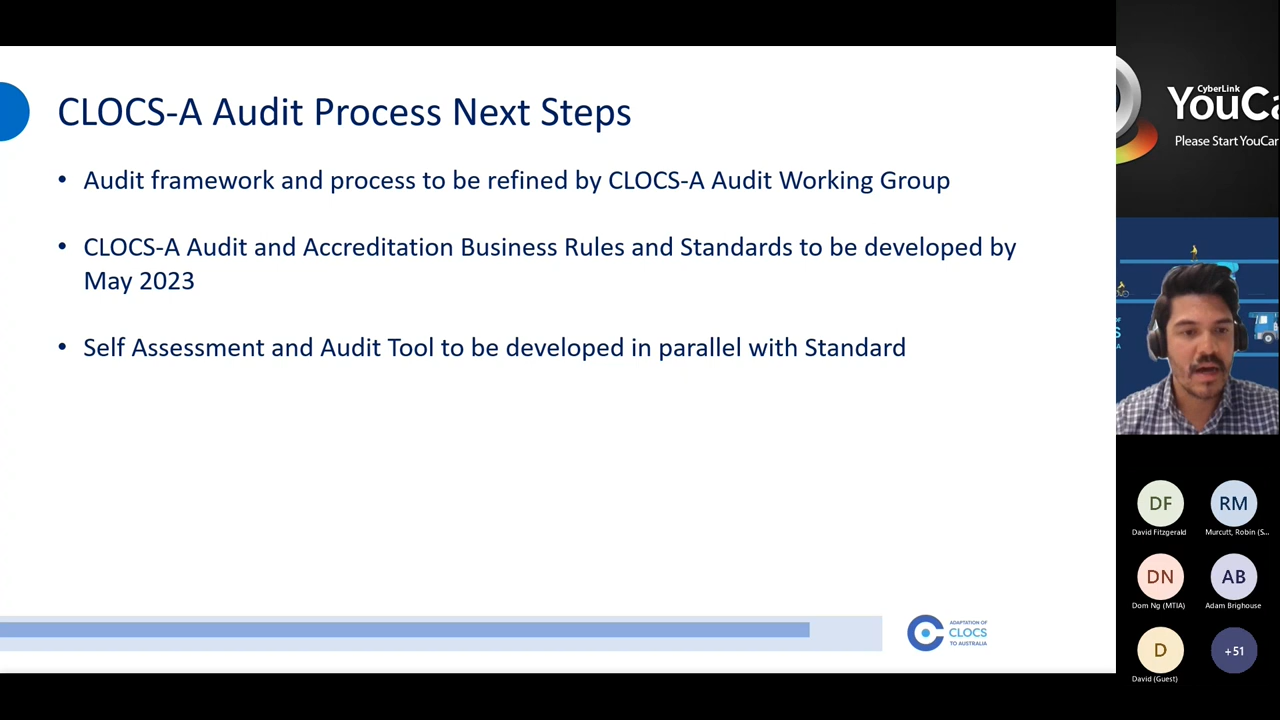 CLOCS-A Audit Process Next Steps
• Audit framework and process to be refined by CLOCS-A Audit Working Group
• CLOCS-A Audit and Accreditation Business Rules and Standards to be developed by
May 2023
• Self Assessment and Audit Tool to be developed in parallel with Standard
ADAPTATION OF
CLOCS
TO AUSTRALIA
CyberLink
YouCa
Please Start YouCar
DF
RM
David Fitzgerald
Murcutt, Robin (S...
DN
AB
Dom Ng (MTIA)
Adam Brighouse
D
+51
David (Guest)